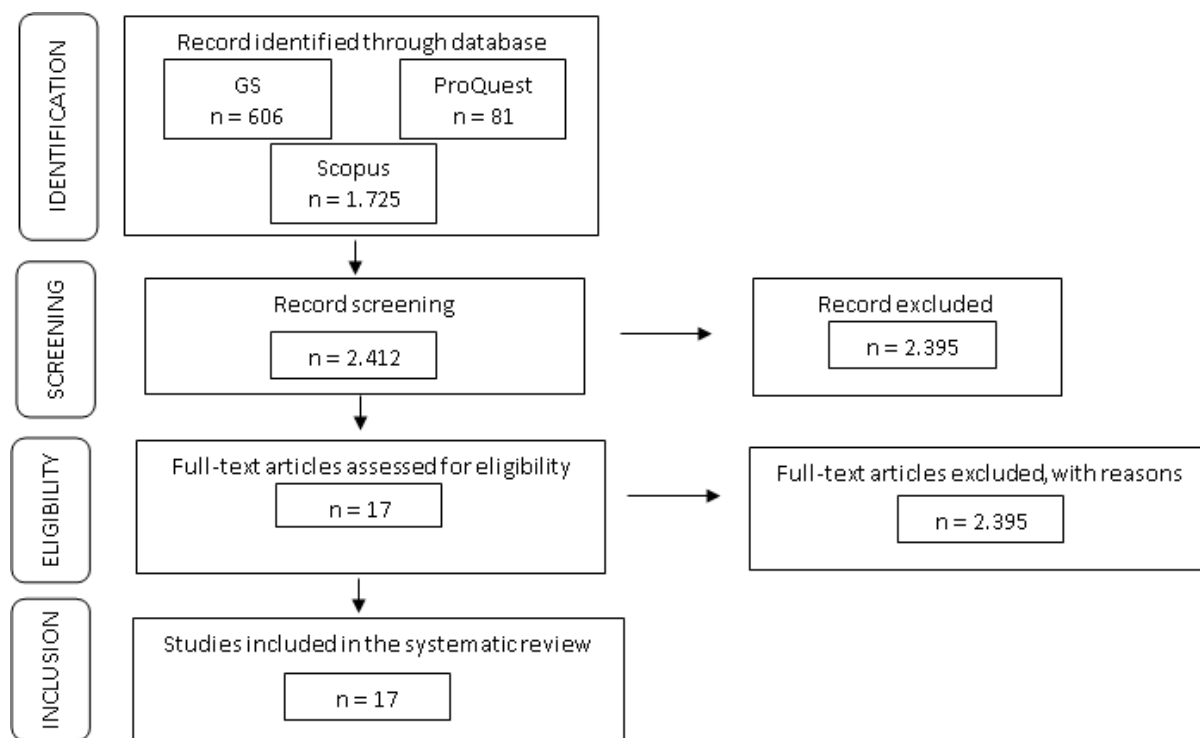 IDENTIFICATION
Record identified through database
GS
n = 606
ProQuest
n = 81
Scopus
n = 1.725
SCREENING
Record screening
n = 2.412
Record excluded
n = 2.395
ELIGIBILITY
Full-text articles assessed for eligibility
n = 17
Full-text articles excluded, with reasons
n = 2.395
INCLUSION
Studies included in the systematic review
n = 17